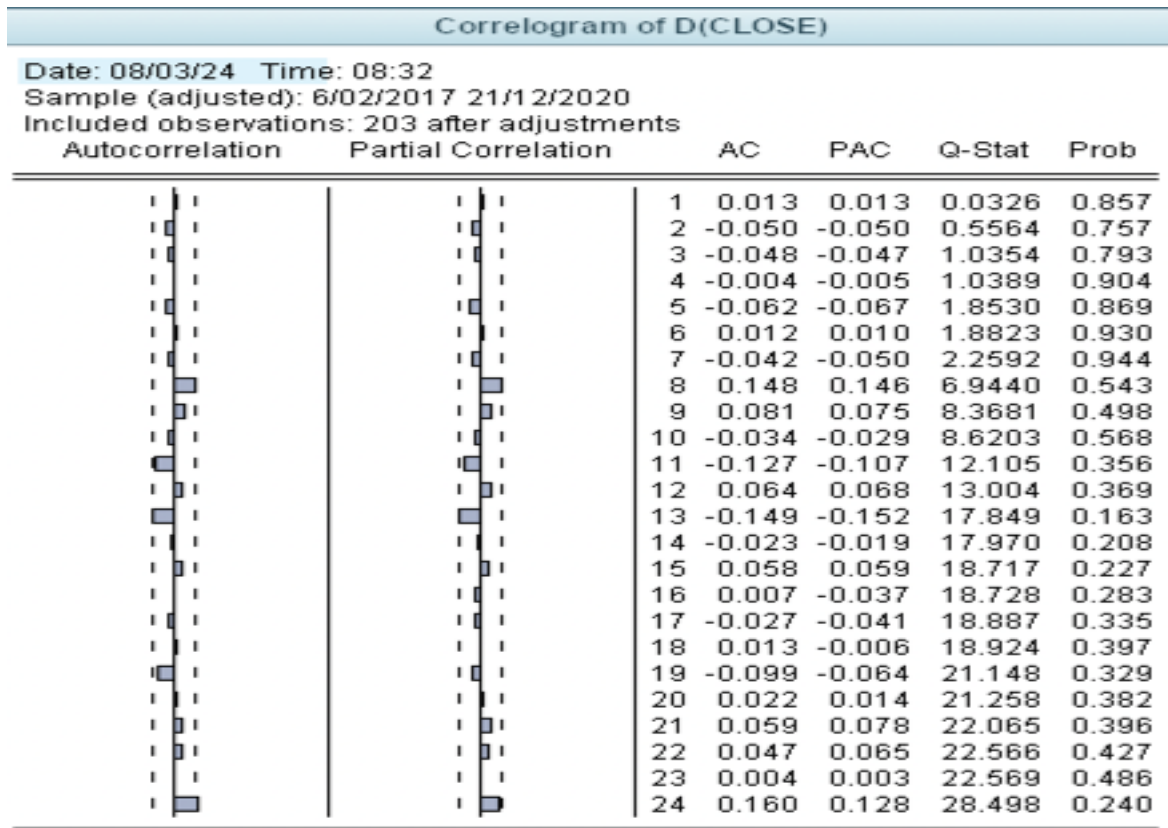 Correlogram of D(CLOSE)
Date: 08/03/24 Time: 08:32
Sample (adjusted): 6/02/2017 21/12/2020
Included observations: 203 after adjustments
Autocorrelation Partial Correlation AC PAC Q-Stat Prob
1 0.013 0.013 0.0326 0.857
2 -0.050 -0.050 0.5564 0.757
3 -0.048 -0.047 1.0354 0.793
4 -0.004 -0.005 1.0389 0.904
5 -0.062 -0.067 1.8530 0.869
6 0.012 0.010 1.8823 0.930
7 -0.042 -0.050 2.2592 0.944
8 0.148 0.146 6.9440 0.543
9 0.081 0.075 8.3681 0.498
10 -0.034 -0.029 8.6203 0.568
11 -0.127 -0.107 12.105 0.356
12 0.064 0.068 13.004 0.369
13 -0.149 -0.152 17.849 0.163
14 -0.023 -0.019 17.970 0.208
15 0.058 0.059 18.717 0.227
16 0.007 -0.037 18.728 0.283
17 -0.027 -0.041 18.887 0.335
18 0.013 -0.006 18.924 0.397
19 -0.099 -0.064 21.148 0.329
20 0.022 0.014 21.258 0.382
21 0.059 0.078 22.065 0.396
22 0.047 0.065 22.566 0.427
23 0.004 0.003 22.569 0.486
24 0.160 0.128 28.498 0.240